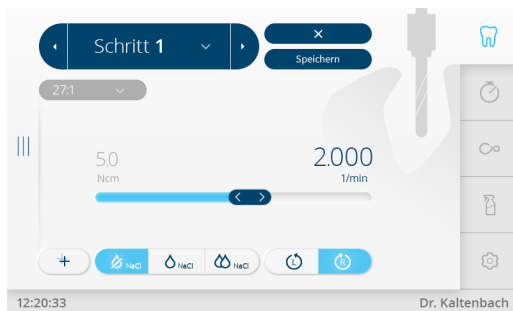 Schritt 1
×
Speichern
27:1
5,0
Ncm
2.000
1/min
NaCl
NaCl
NaCl
L
R
12:20:33
Dr. Kaltenbach